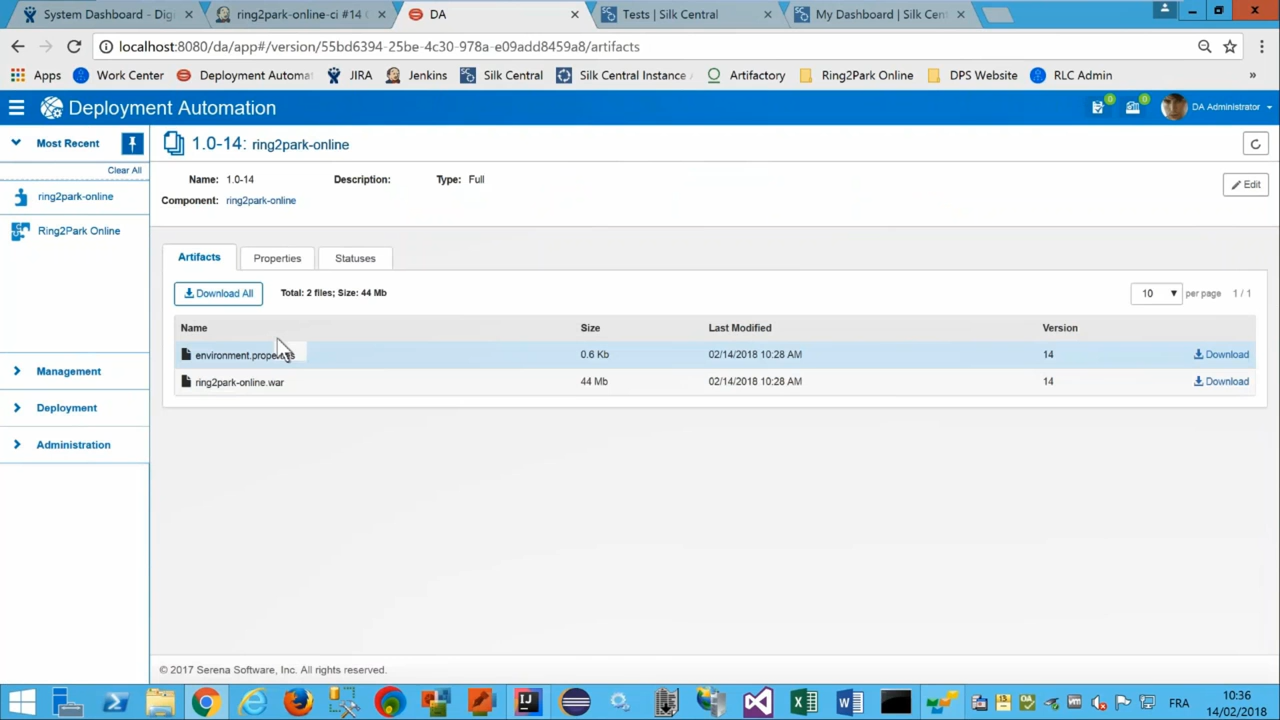 System Dashboard - Dig
ring2park-online-ci #14
DA
Tests | Silk Central
My Dashboard | Silk Cen
localhost:8080/da/app#/version/55bd6394-25be-4c30-978a-e09add8459a8/artifacts
Apps Work Center Deployment Automa JIRA Jenkins Silk Central Silk Central Instance Artifactory Ring2Park Online DPS Website RLC Admin »
Deployment Automation 0 0 DA Administrator
Most Recent
Clear All
ring2park-online
Ring2Park Online
Management
Deployment
Administration
1.0-14: ring2park-online
Name: 1.0-14 Description: Type: Full
Edit
Component: ring2park-online
Artifacts Properties Statuses
Download All Total: 2 files; Size: 44 Mb 10 per page 1 / 1
Name Size Last Modified Version
0.6 Kb 02/14/2018 10:28 AM 14 Download
ring2park-online.war 44 Mb 02/14/2018 10:28 AM 14 Download
© 2017 Serena Software, Inc. All rights reserved.
FRA
10:36
14/02/2018